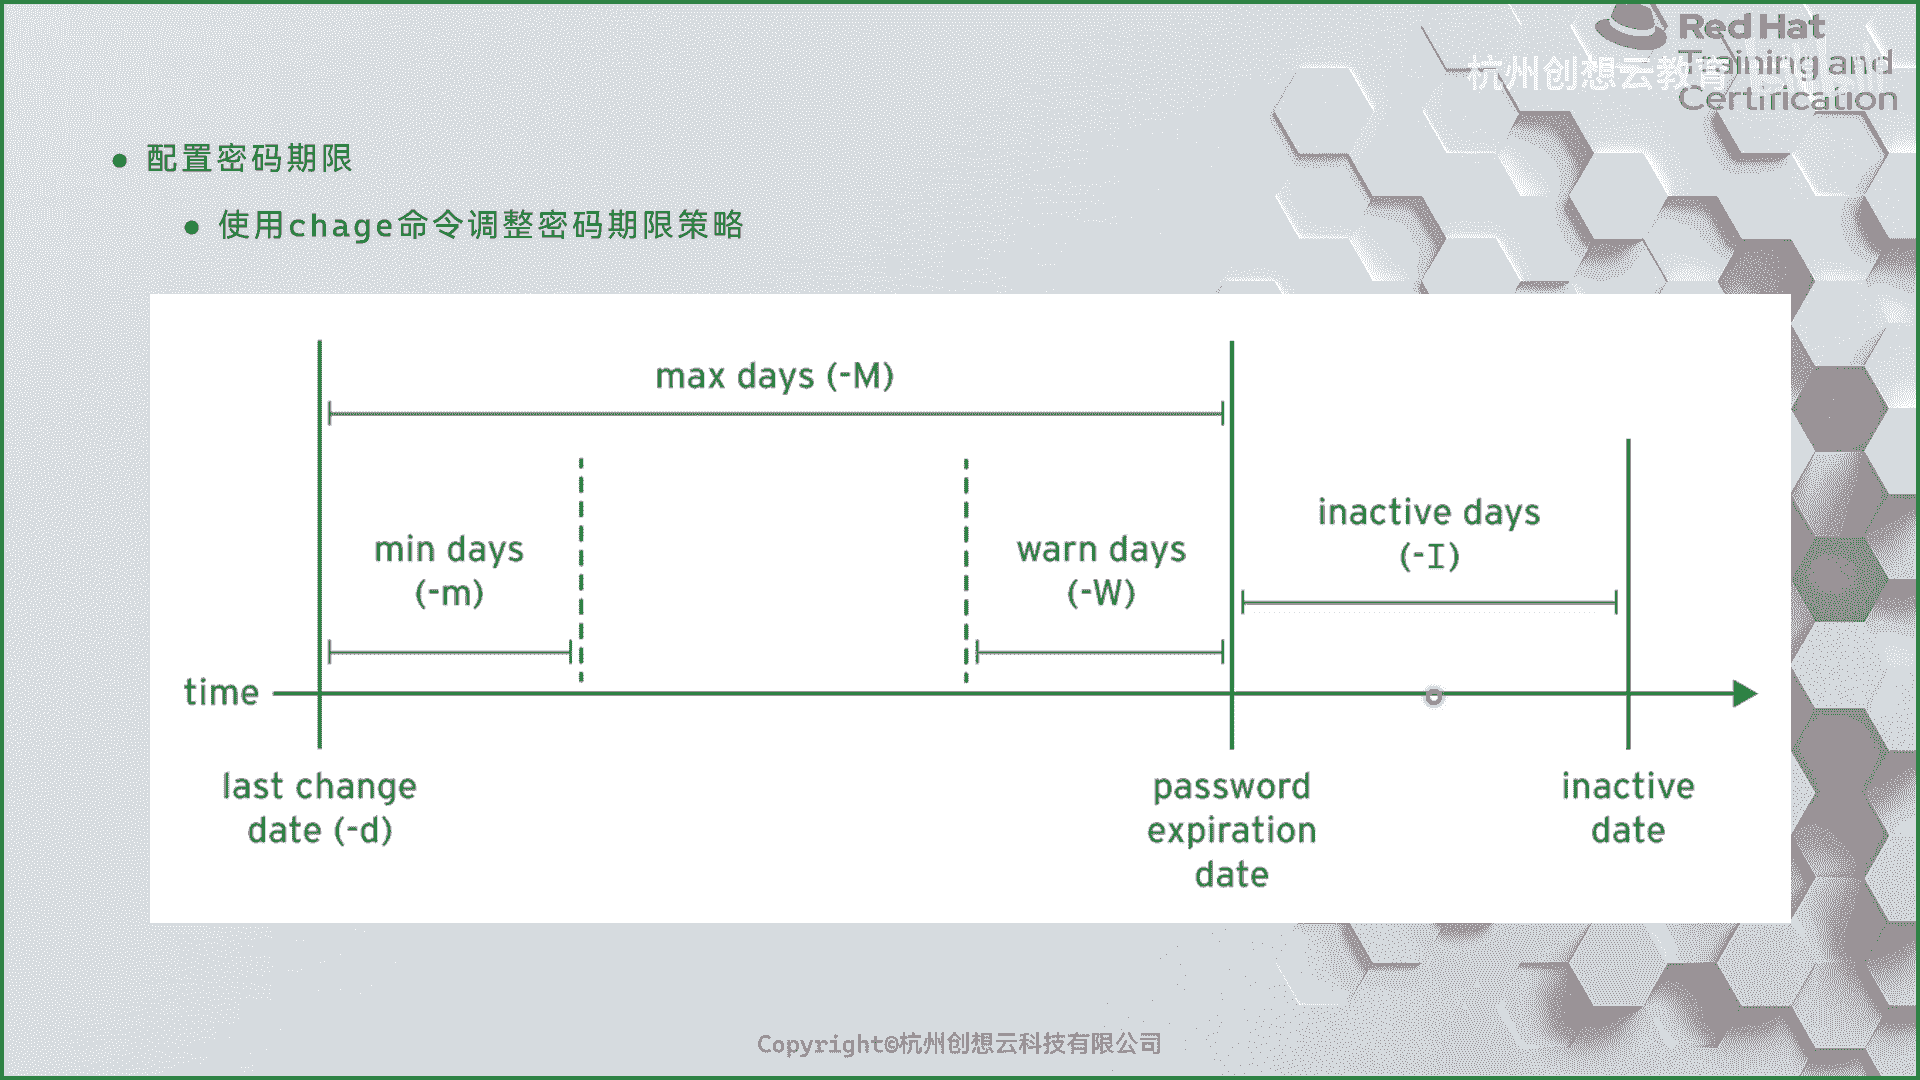 Red Hat
Training and
Certification
杭州创想云教育
配置密码期限
使用chage命令调整密码期限策略
max days (-M)
min days
(-m)
warn days
(-W)
inactive days
(-I)
time
last change
date (-d)
password
expiration
date
inactive
date
Copyright©杭州创想云科技有限公司